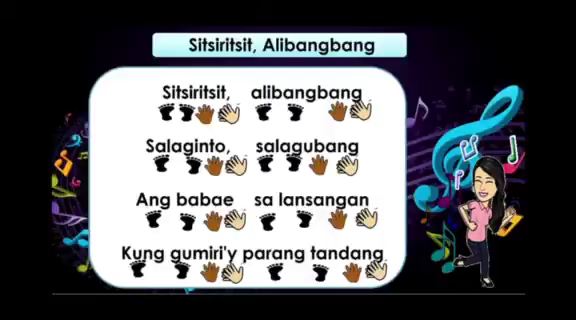 Sitsiritsit, Alibangbang
Sitsiritsit, alibangbang
Salaginto, salagubang
Ang babae sa lansangan
Kung gumiri'y parang tandang